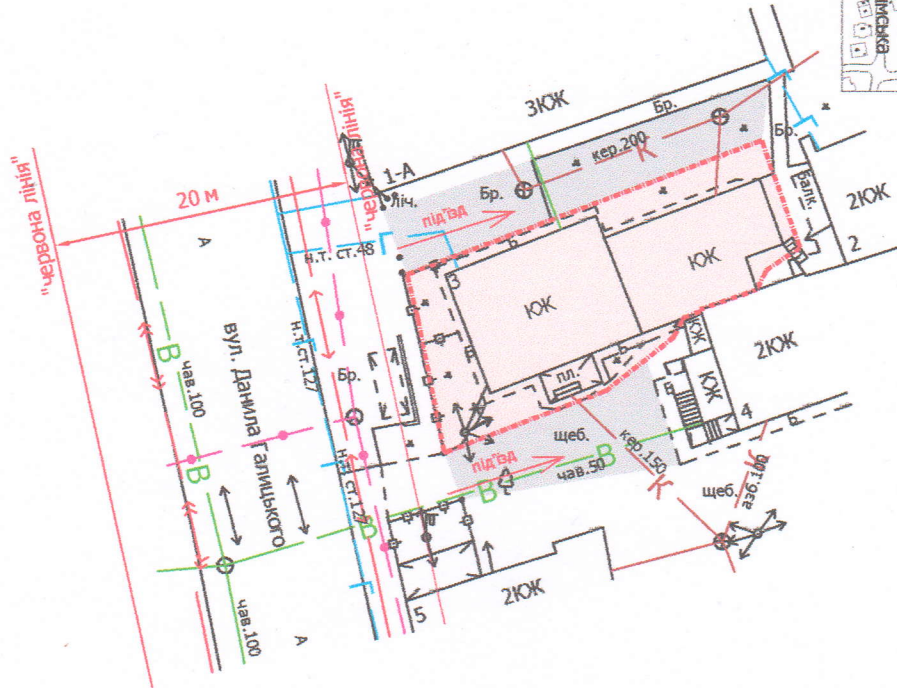 3КЖ
Бр.
Бр.
кер.200
К
1-А
"червона лінія"
20 м
"червона лінія"
ліч.
Бр.
під'їзд
балк.
2КЖ
2
А
н.т. ст.48
3
КЖ
КЖ
2КЖ
КЖ
КЖ
4
вул. Данила Галицького
н.т.ст.127
В
чав.100
Бр.
пл.
щеб.
кер.150
К
під'їзд
чав.50
В
В
К
азб.100
щеб.
В
н.т.ст.127
В
чав.100
А
5
2КЖ